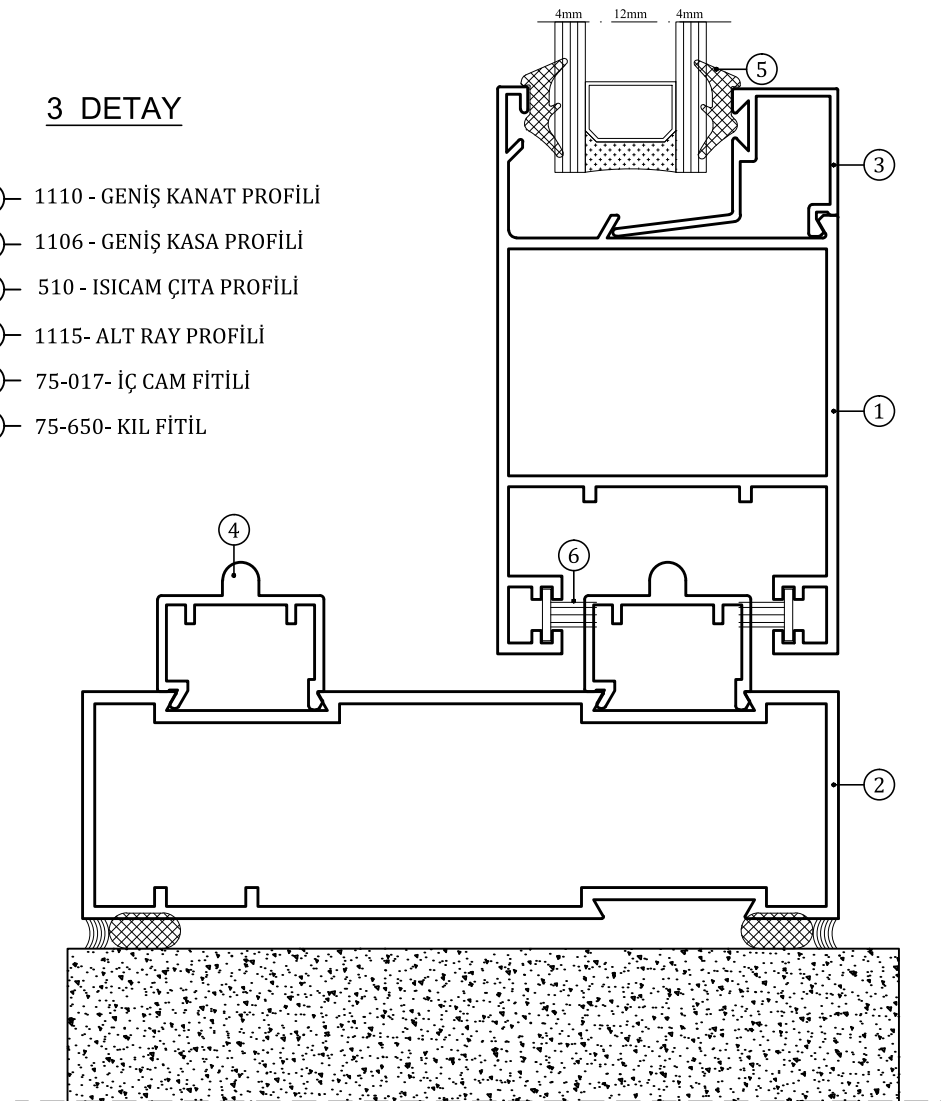 4mm 12mm 4mm
3 DETAY
5
3
1110 - GENİŞ KANAT PROFİLİ
1106 - GENİŞ KASA PROFİLİ
510 - ISICAM ÇITA PROFİLİ
1115- ALT RAY PROFİLİ
75-017- İÇ CAM FİTİLİ
75-650- KIL FİTİL
1
4
6
2